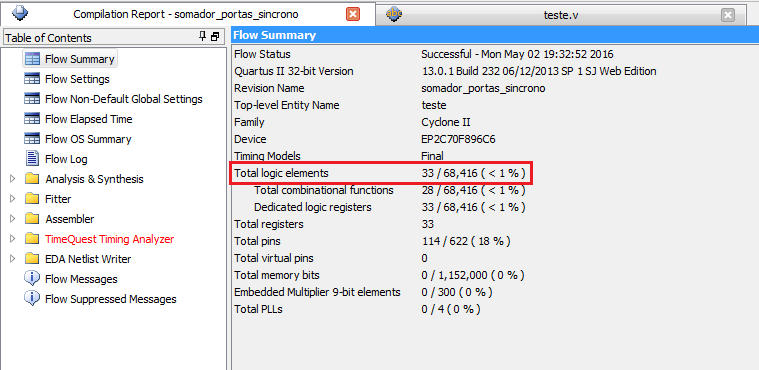 Compilation Report - somador_portas_sincrono
teste.v
Table of Contents
Flow Summary
Flow Settings
Flow Non-Default Global Settings
Flow Elapsed Time
Flow OS Summary
Flow Log
Analysis & Synthesis
Fitter
Assembler
TimeQuest Timing Analyzer
EDA Netlist Writer
Flow Messages
Flow Suppressed Messages
Flow Summary
Flow Status Successful - Mon May 02 19:32:52 2016
Quartus II 32-bit Version 13.0.1 Build 232 06/12/2013 SP 1 SJ Web Edition
Revision Name somador_portas_sincrono
Top-level Entity Name teste
Family Cyclone II
Device EP2C70F896C6
Timing Models Final
Total logic elements 33 / 68,416 ( < 1 % )
Total combinational functions 28 / 68,416 ( < 1 % )
Dedicated logic registers 33 / 68,416 ( < 1 % )
Total registers 33
Total pins 114 / 622 ( 18 % )
Total virtual pins 0
Total memory bits 0 / 1,152,000 ( 0 % )
Embedded Multiplier 9-bit elements 0 / 300 ( 0 % )
Total PLLs 0 / 4 ( 0 % )